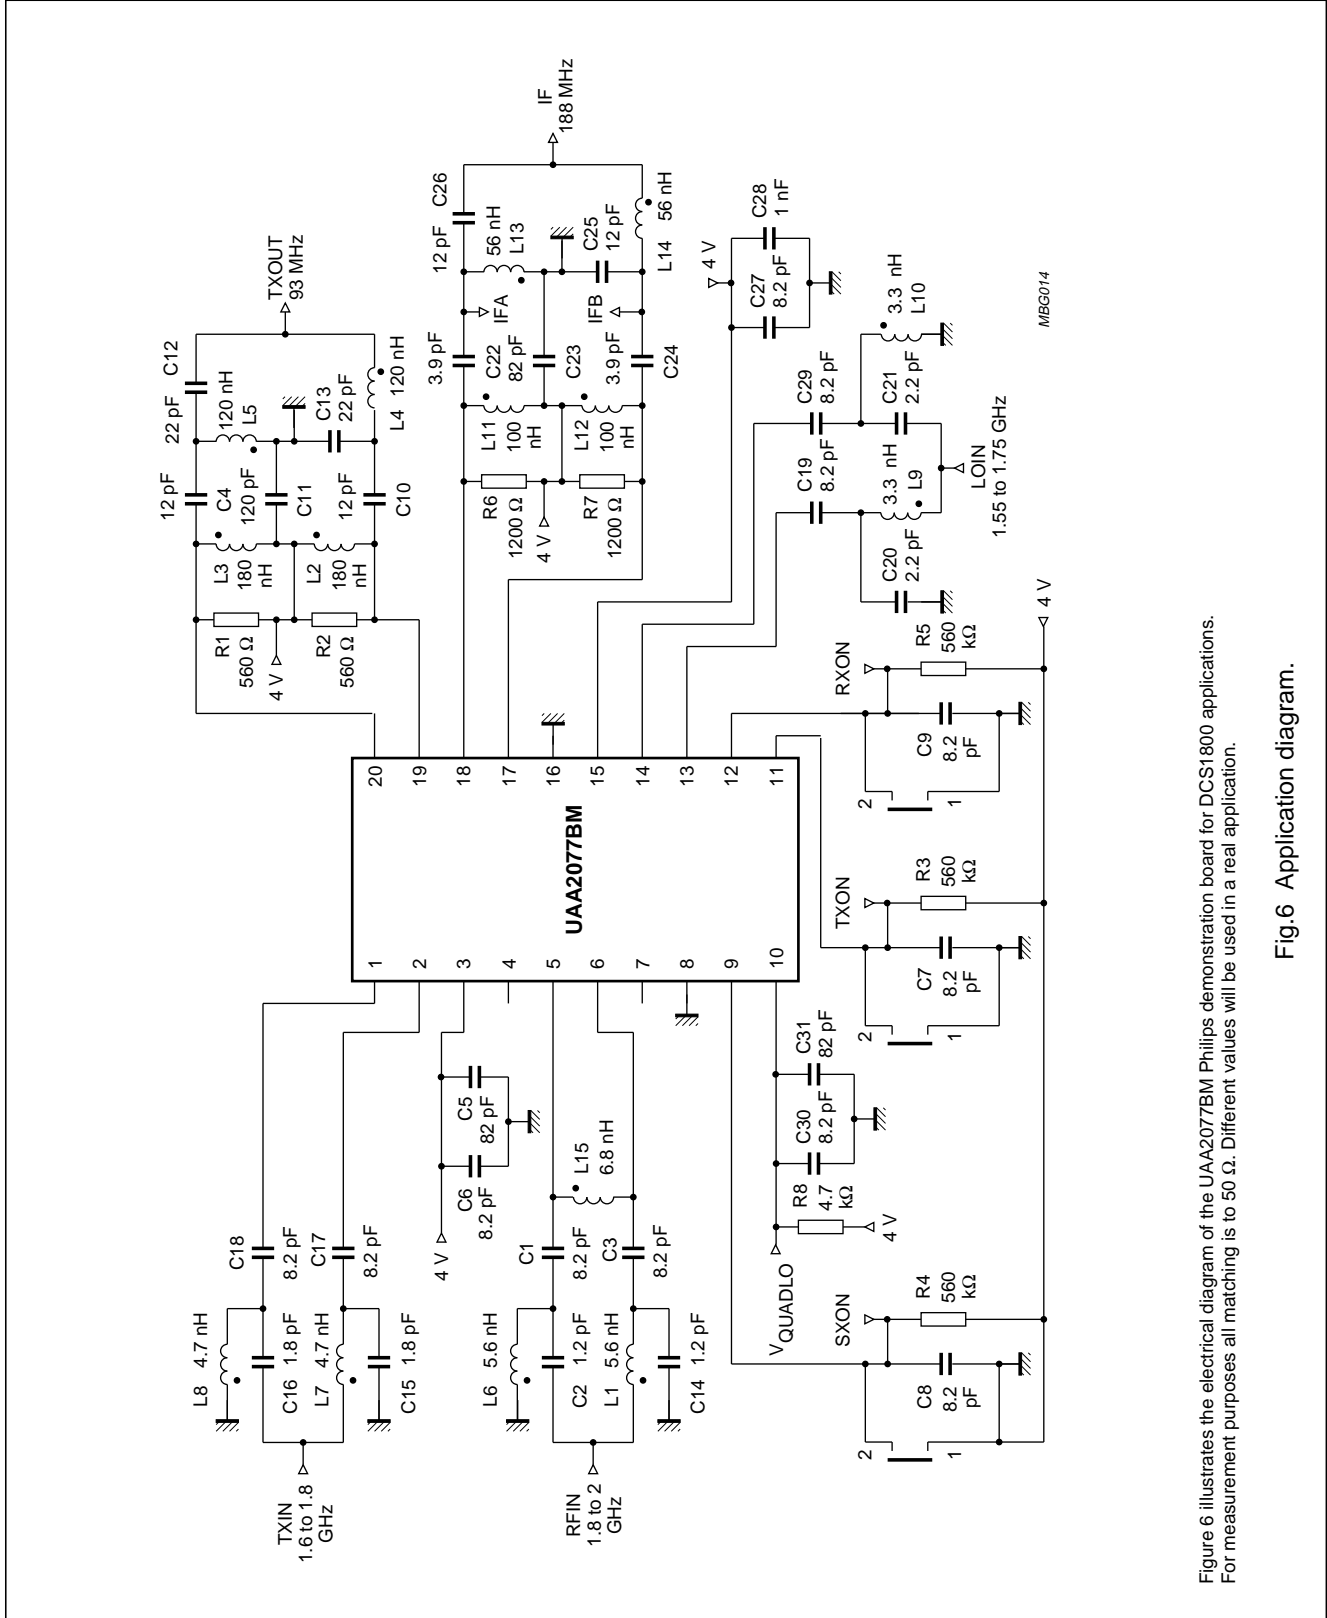 TXIN
1.6 to 1.8
GHz
L8 4.7 nH
C18
8.2 pF
C16 1.8 pF
L7 4.7 nH
C17
8.2 pF
C15 1.8 pF
4 V
C6
8.2 pF
C5
82 pF
RFIN
1.8 to 2
GHz
L6 5.6 nH
C1
8.2 pF
C2 1.2 pF
L1 5.6 nH
C3
8.2 pF
C14 1.2 pF
L15
6.8 nH
VQUADLO
R8
4.7
kΩ
4 V
C30
8.2 pF
C31
82 pF
1
2
3
4
5
6
7
8
9
10
UAA2077BM
20
19
18
17
16
15
14
13
12
11
R1
560 Ω
4 V
R2
560 Ω
L3
180
nH
L2
180
nH
12 pF
C4
120 pF
C11
12 pF
C10
22 pF
C12
120 nH
L5
C13
22 pF
L4 120 nH
TXOUT
93 MHz
R6
1200 Ω
4 V
R7
1200 Ω
L11
100
nH
L12
100
nH
3.9 pF
C22
82 pF
C23
3.9 pF
C24
IFA
IFB
12 pF
C26
56 nH
L13
C25
12 pF
L14
56 nH
IF
188 MHz
4 V
C27
8.2 pF
C28
1 nF
C19
8.2 pF
C29
8.2 pF
C20
2.2 pF
3.3 nH
L9
C21
2.2 pF
3.3 nH
L10
LOIN
1.55 to 1.75 GHz
SXON
2
1
C8
8.2
pF
R4
560
kΩ
TXON
2
1
C7
8.2
pF
R3
560
kΩ
RXON
2
1
C9
8.2
pF
R5
560
kΩ
4 V
MBG014
Figure 6 illustrates the electrical diagram of the UAA2077BM Philips demonstration board for DCS1800 applications.
For measurement purposes all matching is to 50 Ω. Different values will be used in a real application.
Fig.6 Application diagram.